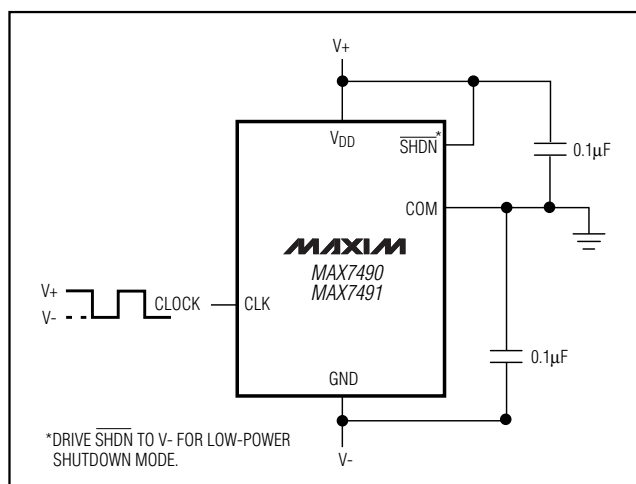 V+
VDD
SHDN*
0.1µF
COM
MAXIM
MAX7490
MAX7491
V+
V-
CLOCK
CLK
0.1µF
GND
V-
*DRIVE SHDN TO V- FOR LOW-POWER
SHUTDOWN MODE.